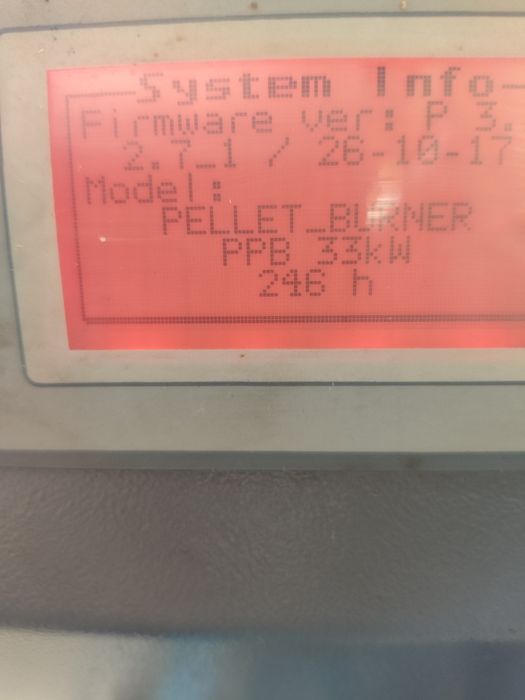 System Info
Firmware ver: P 3.
2.7_1 / 26-10-17
Model:
PELLET_BURNER
PPB 33kW
246 h